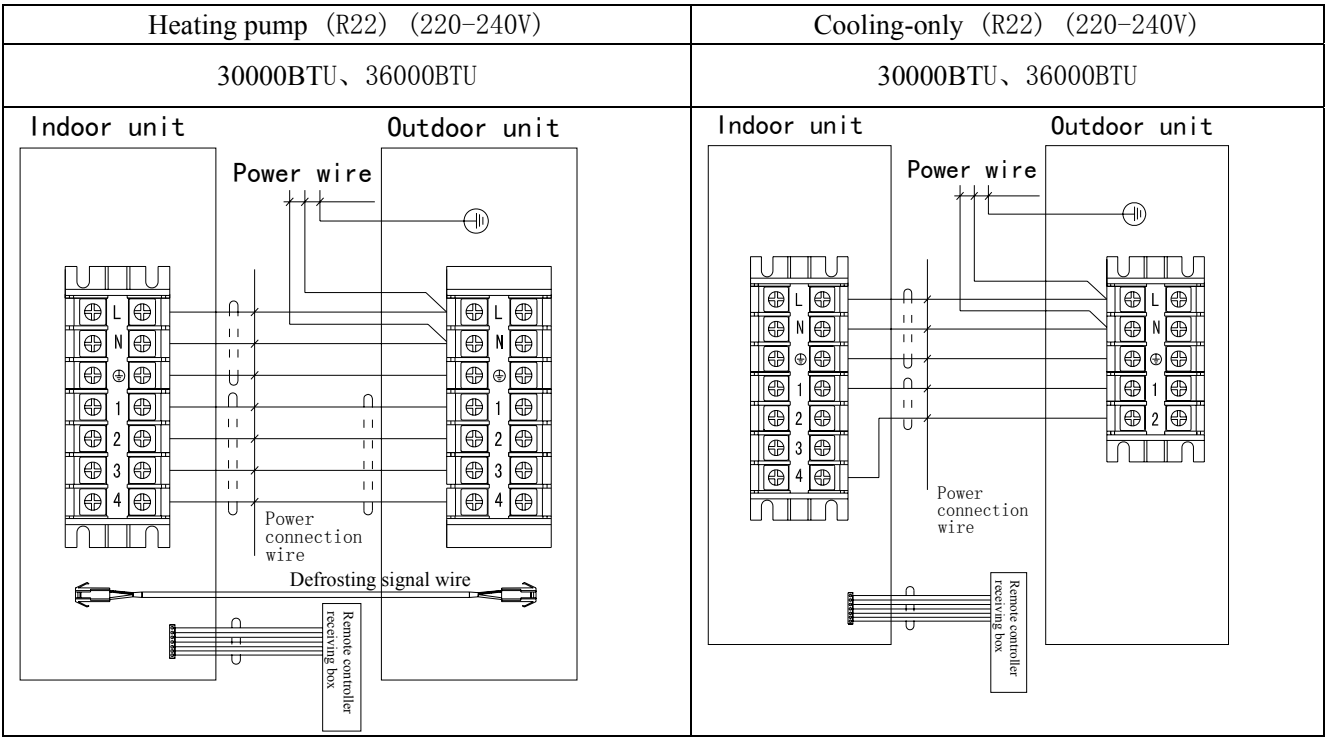 Heating pump (R22) (220-240V)
Cooling-only (R22) (220-240V)
30000BTU、36000BTU
30000BTU、36000BTU
Indoor unit
Outdoor unit
Power wire
L
N
1
2
3
4
L
N
1
2
3
4
Power
connection
wire
Defrosting signal wire
Remote controller
receiving box
Indoor unit
Outdoor unit
Power wire
L
N
1
2
3
4
L
N
1
2
Power
connection
wire
Remote controller
receiving box